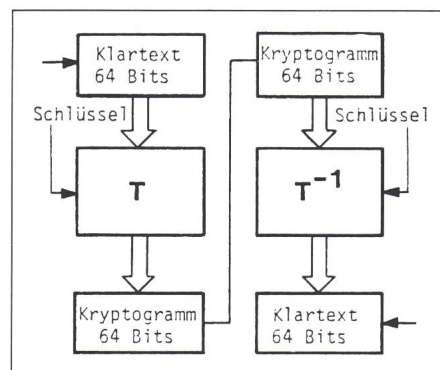 Klartext
64 Bits
Schlüssel
T
Kryptogramm
64 Bits
Kryptogramm
64 Bits
Schlüssel
T⁻¹
Klartext
64 Bits